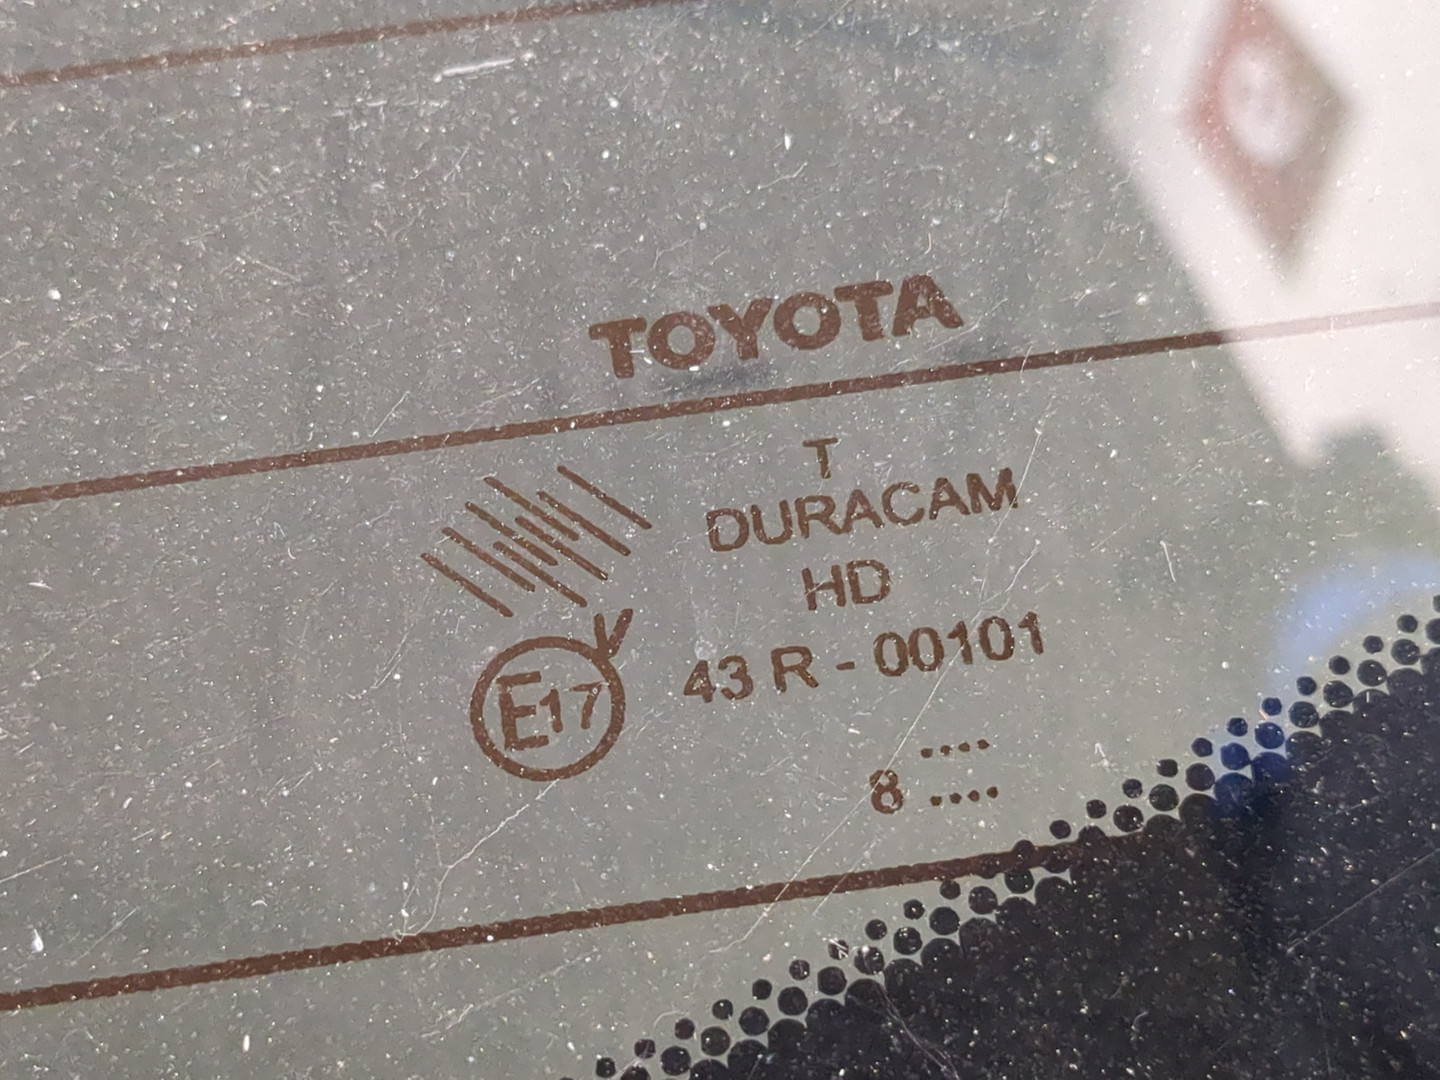 TOYOTA
T
DURACAM
HD
V
E17
43 R - 00101
....
8 ....